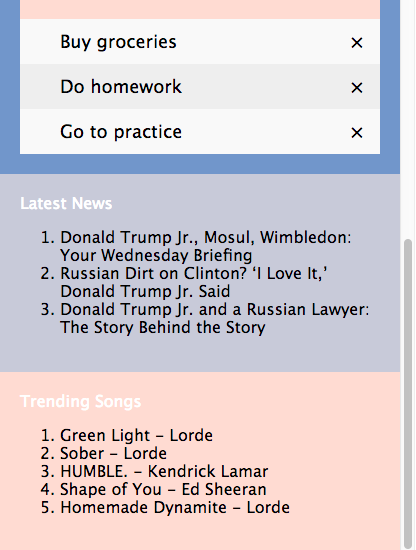 Buy groceries ×
Do homework ×
Go to practice ×
Latest News
1. Donald Trump Jr., Mosul, Wimbledon:
Your Wednesday Briefing
2. Russian Dirt on Clinton? ‘I Love It,’
Donald Trump Jr. Said
3. Donald Trump Jr. and a Russian Lawyer:
The Story Behind the Story
Trending Songs
1. Green Light – Lorde
2. Sober – Lorde
3. HUMBLE. – Kendrick Lamar
4. Shape of You – Ed Sheeran
5. Homemade Dynamite – Lorde